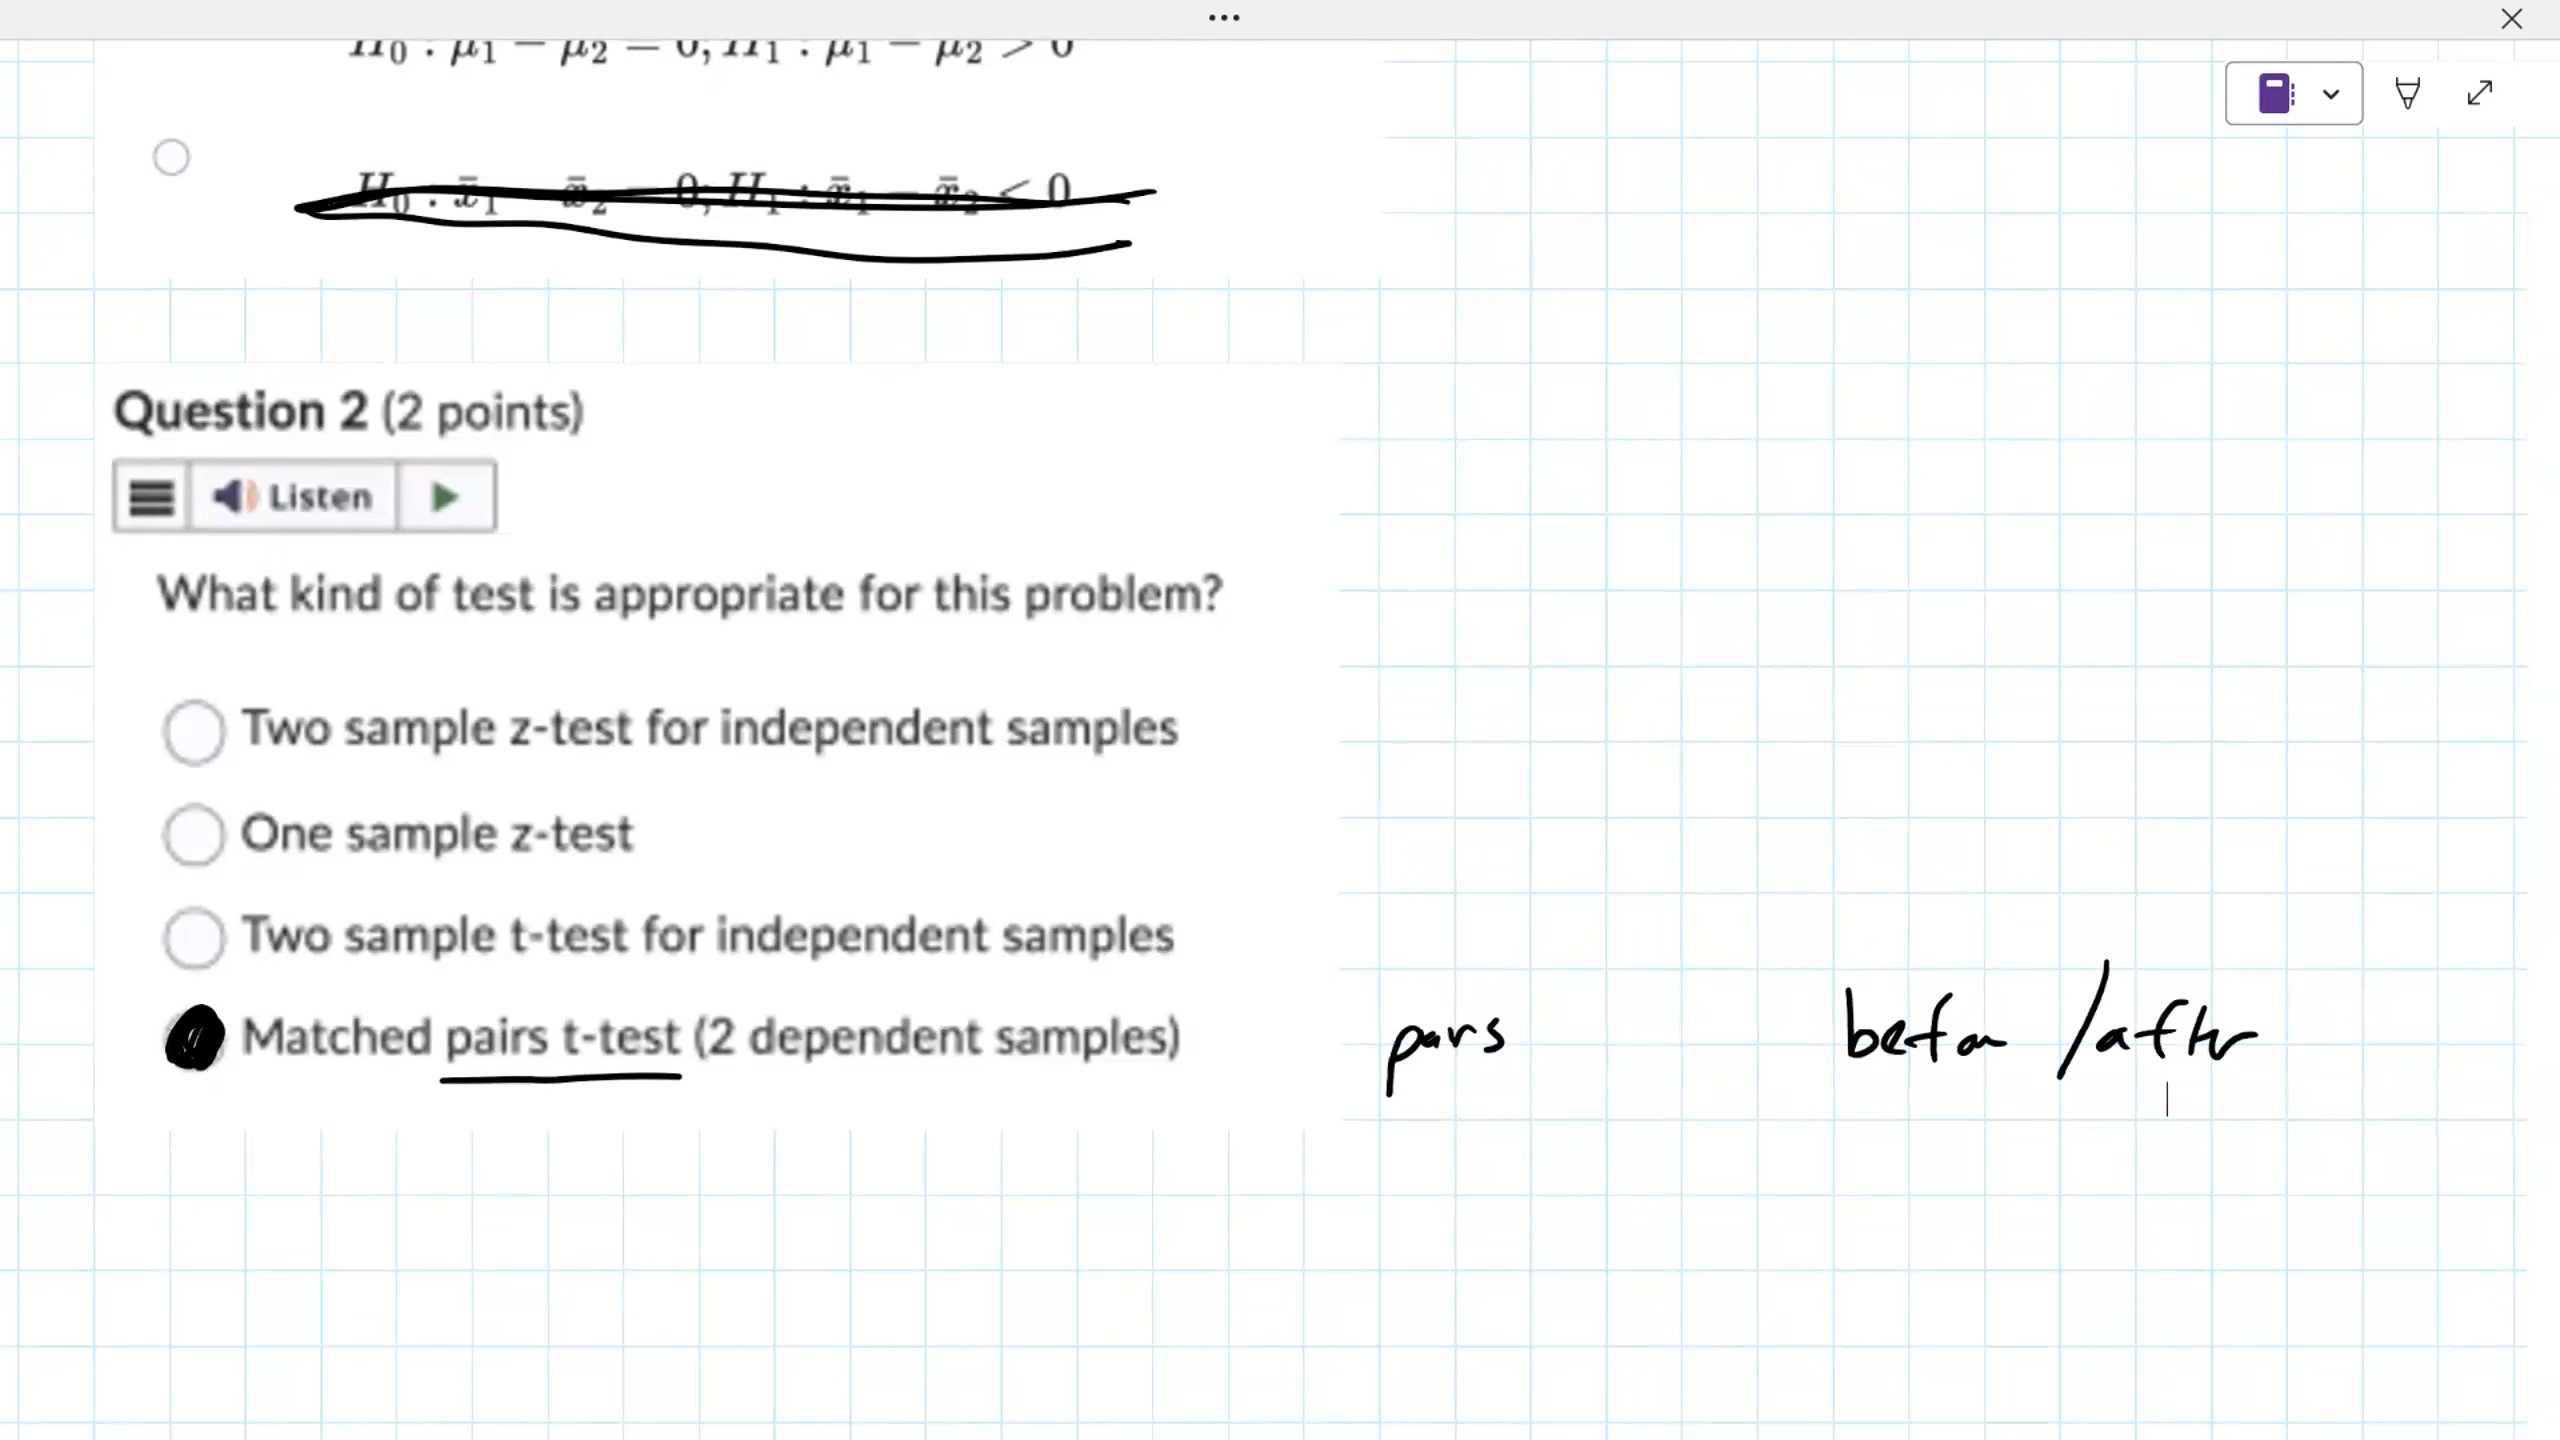 H₀ : μ₁ − μ₂ = 0; H₁ : μ₁ − μ₂ > 0
H₀ : x̄₁ − x̄₂ = 0; H₁ : x̄₁ − x̄₂ < 0
Question 2 (2 points)
Listen
What kind of test is appropriate for this problem?
Two sample z-test for independent samples
One sample z-test
Two sample t-test for independent samples
Matched pairs t-test (2 dependent samples) pars before /after